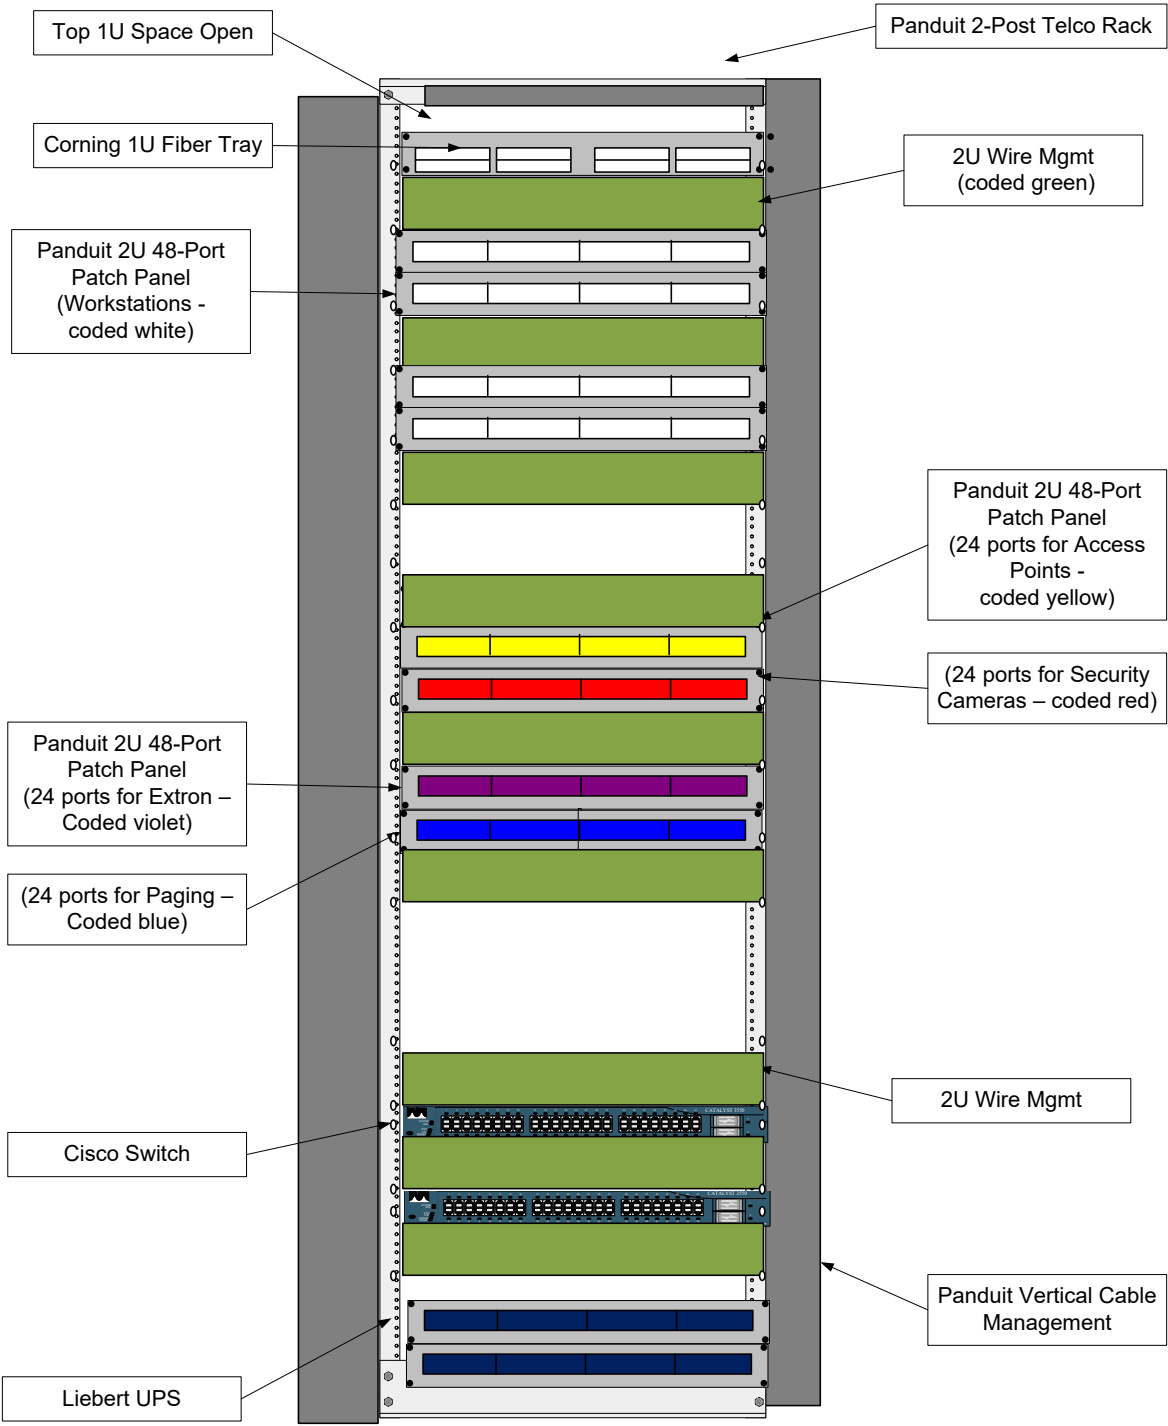 Top 1U Space Open
Panduit 2-Post Telco Rack
Corning 1U Fiber Tray
2U Wire Mgmt
(coded green)
Panduit 2U 48-Port
Patch Panel
(Workstations -
coded white)
Panduit 2U 48-Port
Patch Panel
(24 ports for Access
Points -
coded yellow)
(24 ports for Security
Cameras – coded red)
Panduit 2U 48-Port
Patch Panel
(24 ports for Extron –
Coded violet)
(24 ports for Paging –
Coded blue)
2U Wire Mgmt
CATALYST 3550
Cisco Switch
CATALYST 3550
Panduit Vertical Cable
Management
Liebert UPS